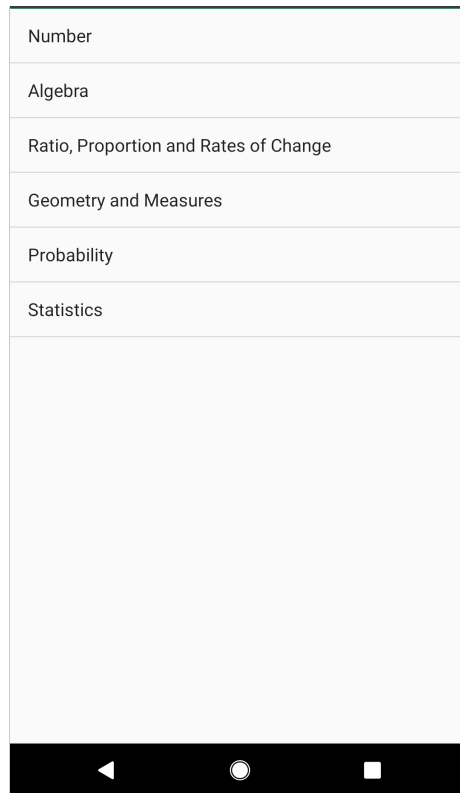 Number
Algebra
Ratio, Proportion and Rates of Change
Geometry and Measures
Probability
Statistics